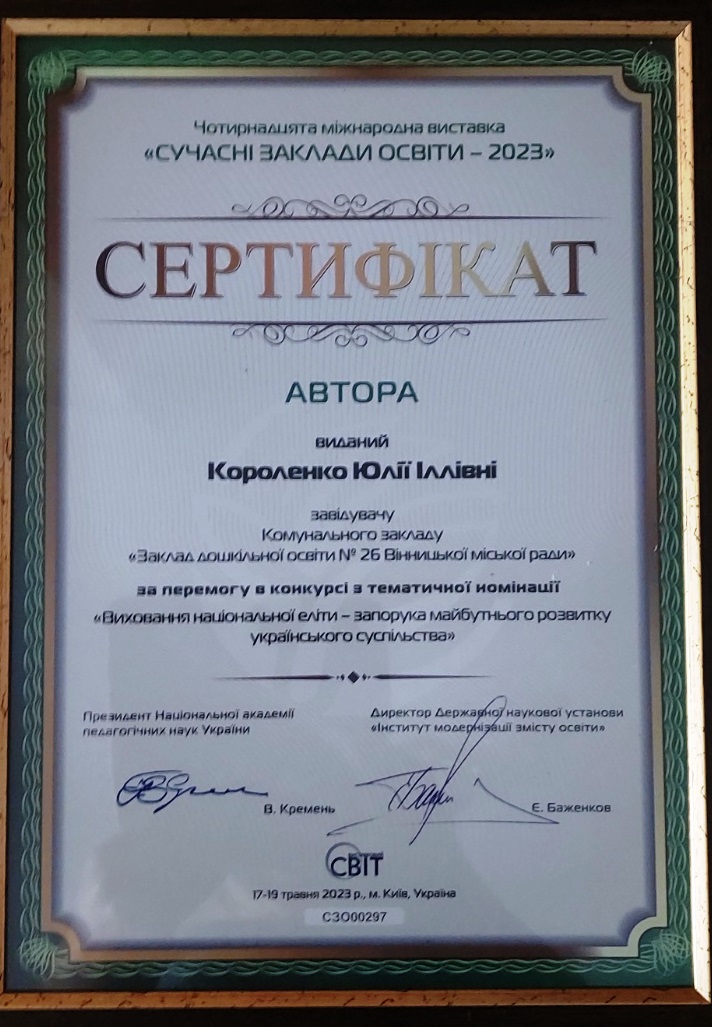 Чотирнадцята міжнародна виставка
«СУЧАСНІ ЗАКЛАДИ ОСВІТИ – 2023»
СЕРТИФІКАТ
АВТОРА
виданий
Короленко Юлії Іллівні
завідувачу
Комунального закладу
«Заклад дошкільної освіти № 26 Вінницької міської ради»
за перемогу в конкурсі з тематичної номінації
«Виховання національної еліти – запорука майбутнього розвитку
українського суспільства»
Президент Національної академії
педагогічних наук України
В. Кремень
Директор Державної наукової установи
«Інститут модернізації змісту освіти»
Є. Баженков
СВІТ
17-19 травня 2023 р., м. Київ, Україна
СЗО00297